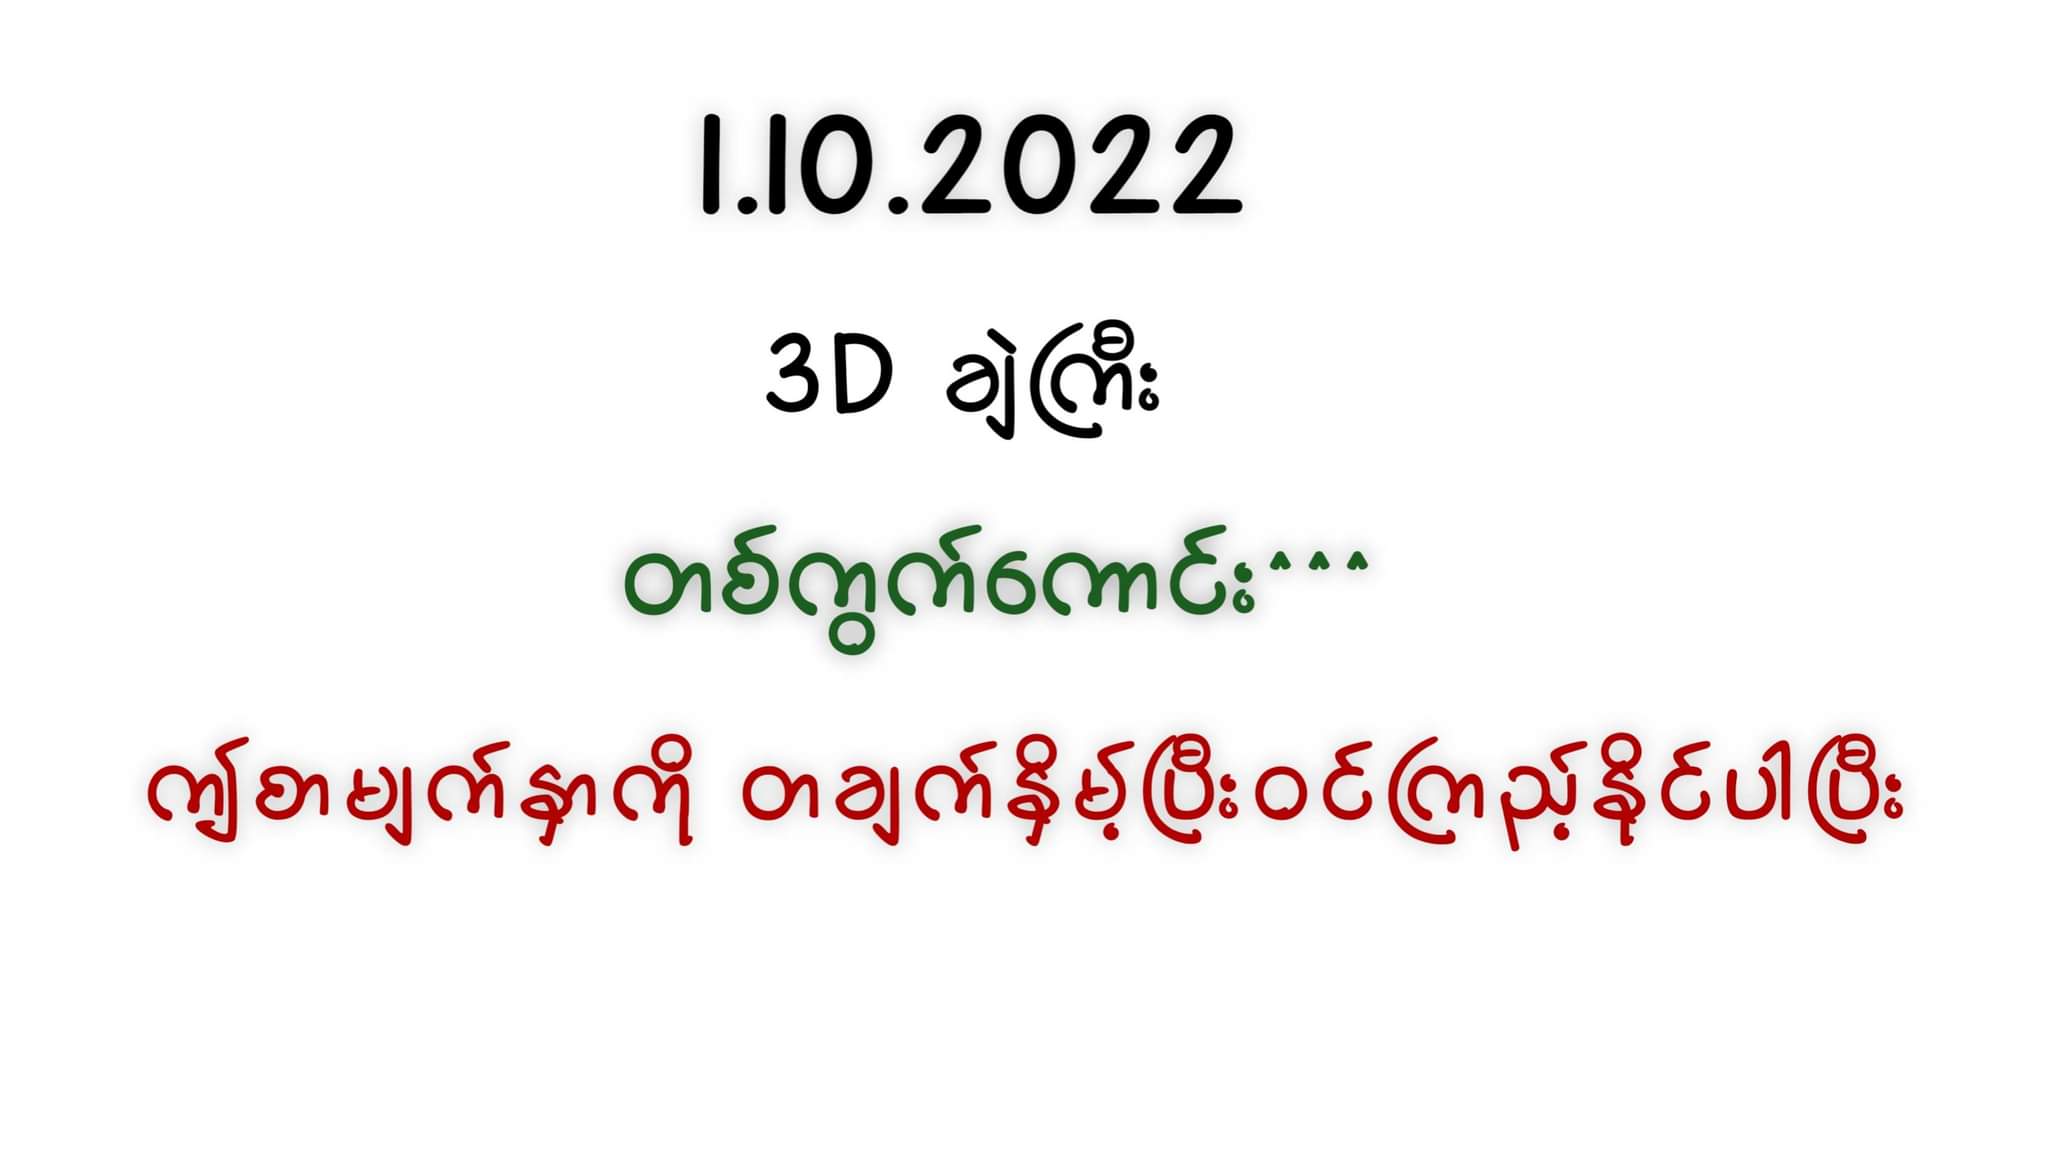 1.10.2022
3D ချဲကြီး
တစ်ကွက်ကောင်း^^^
ကျ်စာမျက်နှာကို တချက်နှိမ့်ပြီးဝင်ကြည့်နိုင်ပါပြီး